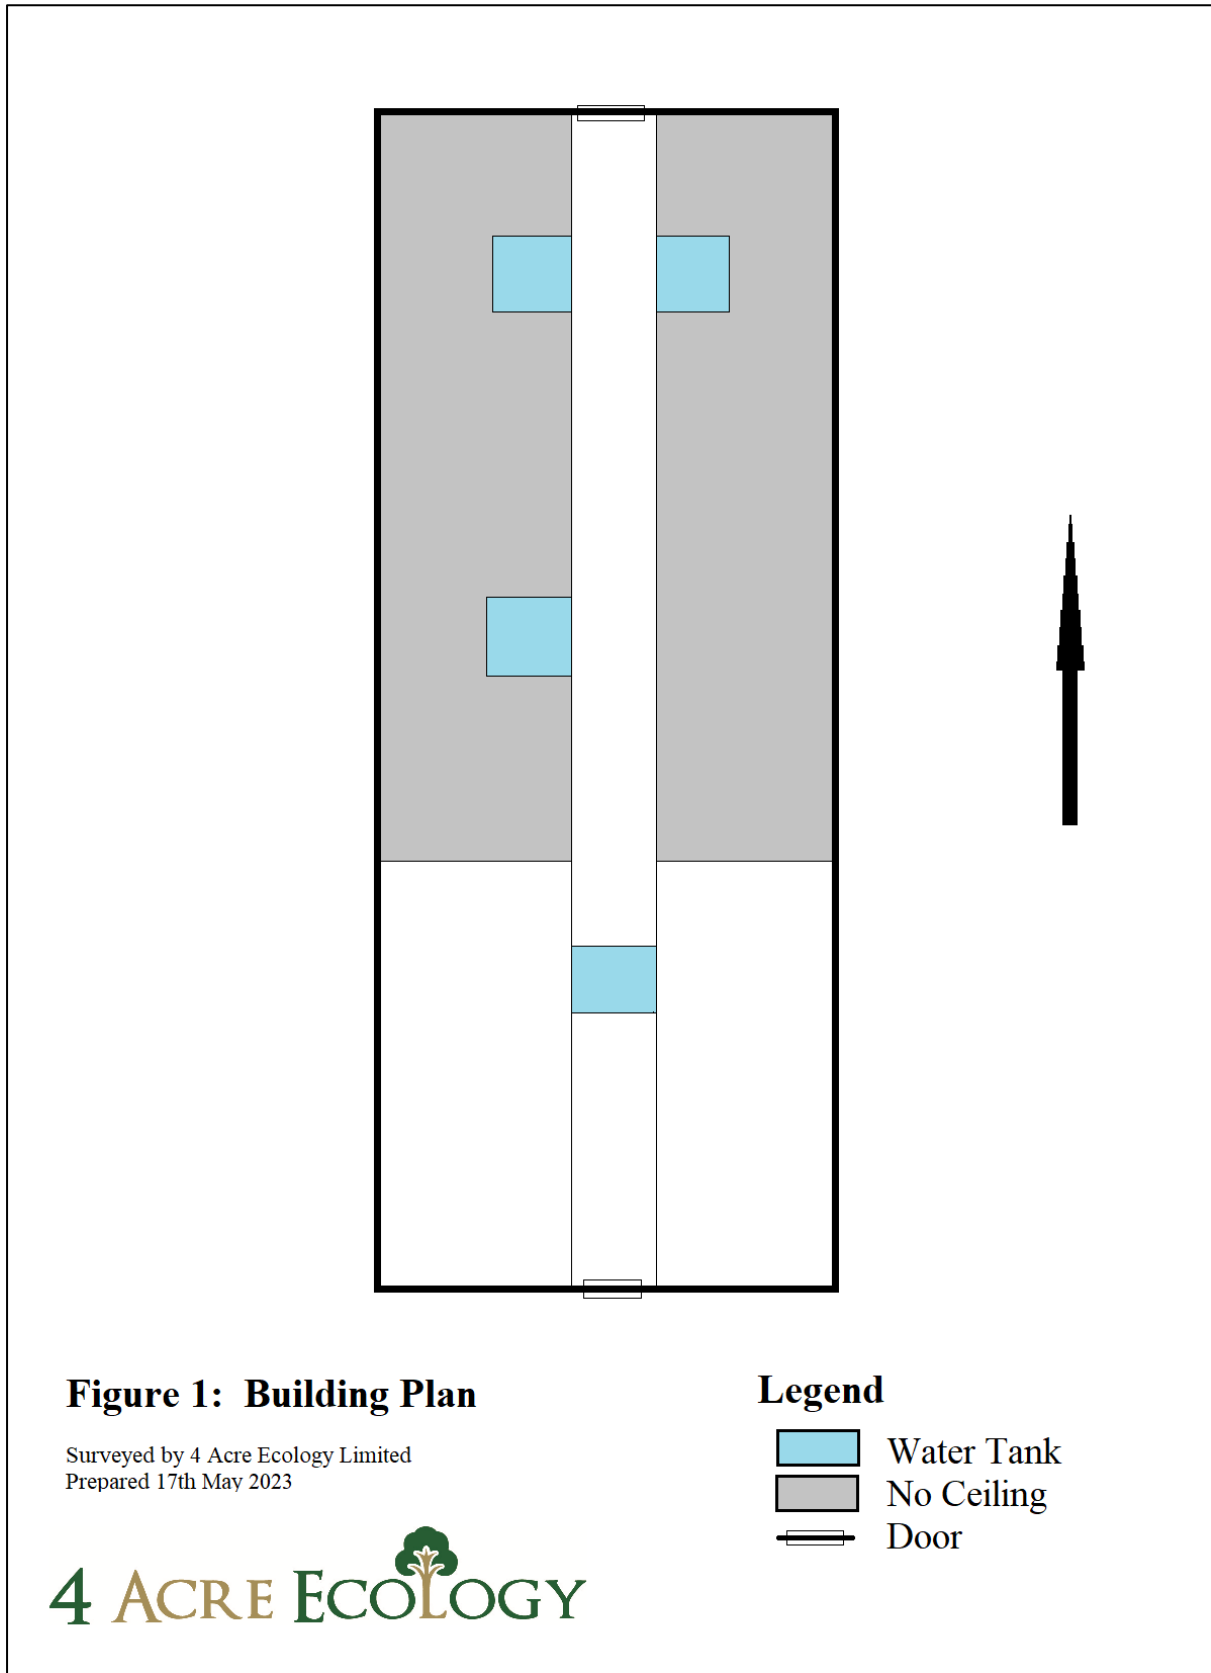 Figure 1:  Building Plan
Surveyed by 4 Acre Ecology Limited
Prepared 17th May 2023
4 ACRE ECOLOGY
Legend
Water Tank
No Ceiling
Door